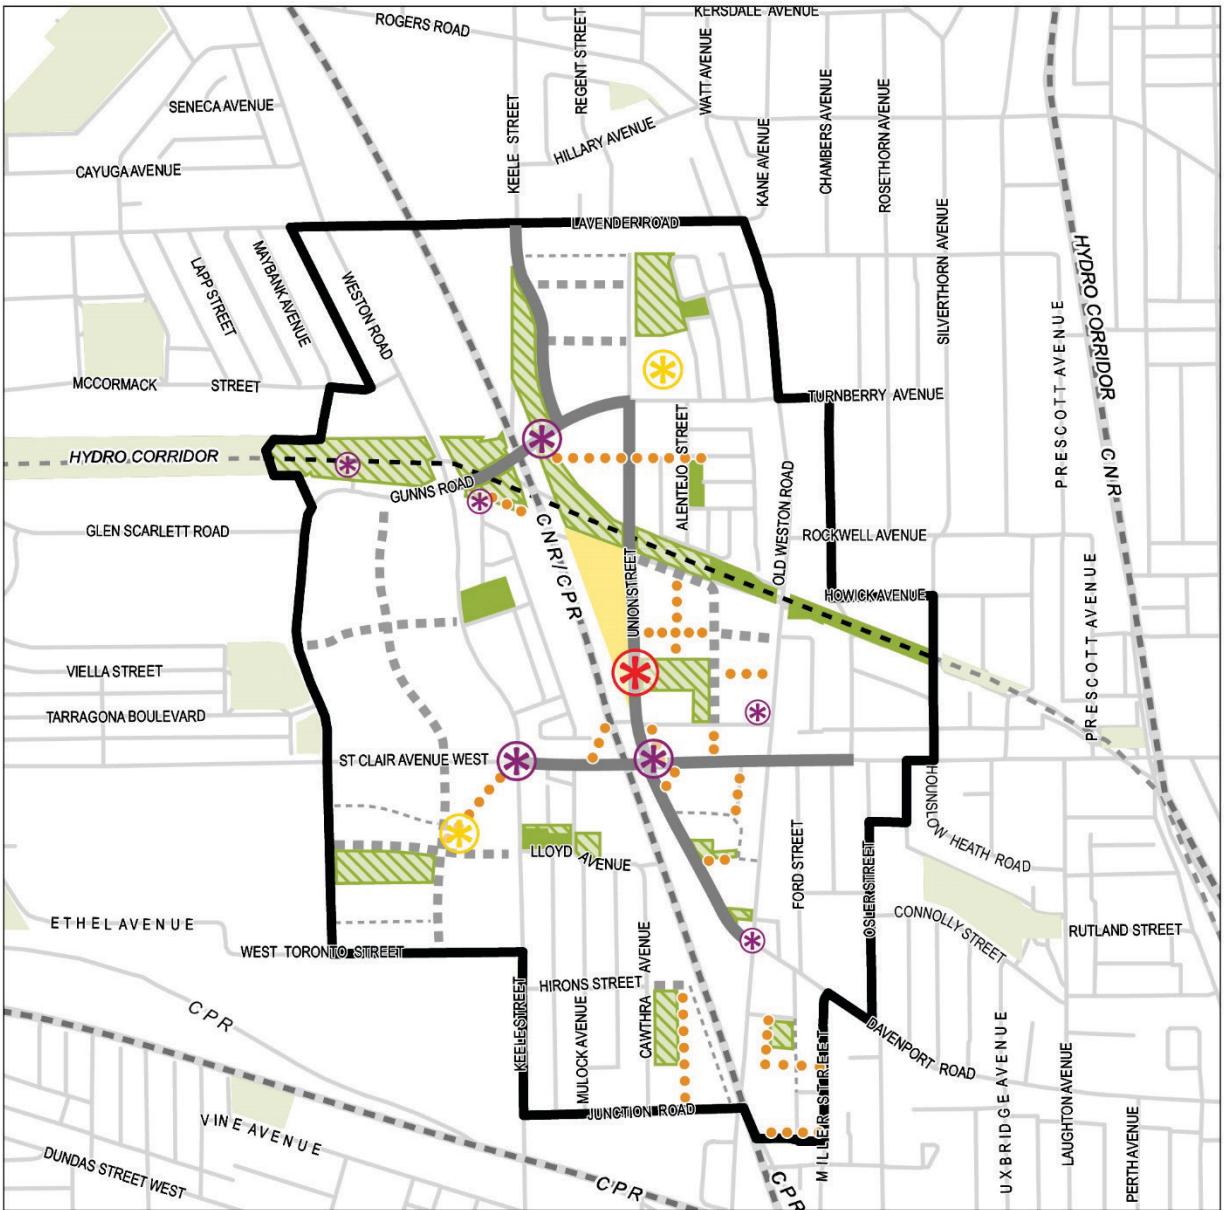 KERSDALE AVENUE
ROGERS ROAD
REGENT STREET
WATT AVENUE
SENECA AVENUE
KEELE STREET
HILLARY AVENUE
KANE AVENUE
CHAMBERS AVENUE
ROSETHORN AVENUE
CAYUGA AVENUE
LAVENDER ROAD
SILVERTHORN AVENUE
HYDRO CORRIDOR
LAPP STREET
MAYBANK AVENUE
WESTON ROAD
PRESCOTT AVENUE
MCCORMACK STREET
TURNBERRY AVENUE
ALENTEJO STREET
HYDRO CORRIDOR
GUNNS ROAD
OLD WESTON ROAD
CNR
GLEN SCARLETT ROAD
CNR/CPR
ROCKWELL AVENUE
UNION STREET
HOWICK AVENUE
PRESCOTT AVENUE
VIELLA STREET
TARRAGONA BOULEVARD
ST CLAIR AVENUE WEST
HOUNSLOW HEATH ROAD
LLOYD AVENUE
FORD STREET
OSLER STREET
CONNOLLY STREET
ETHEL AVENUE
RUTLAND STREET
WEST TORONTO STREET
HIRONS STREET
CAWTHRA AVENUE
KEELE STREET
MULOCK AVENUE
CPR
DAVENPORT ROAD
UXBRIDGE AVENUE
LAUGHTON AVENUE
JUNCTION ROAD
MILLER STREET
PERTH AVENUE
VINE AVENUE
DUNDAS STREET WEST
CPR
CPR